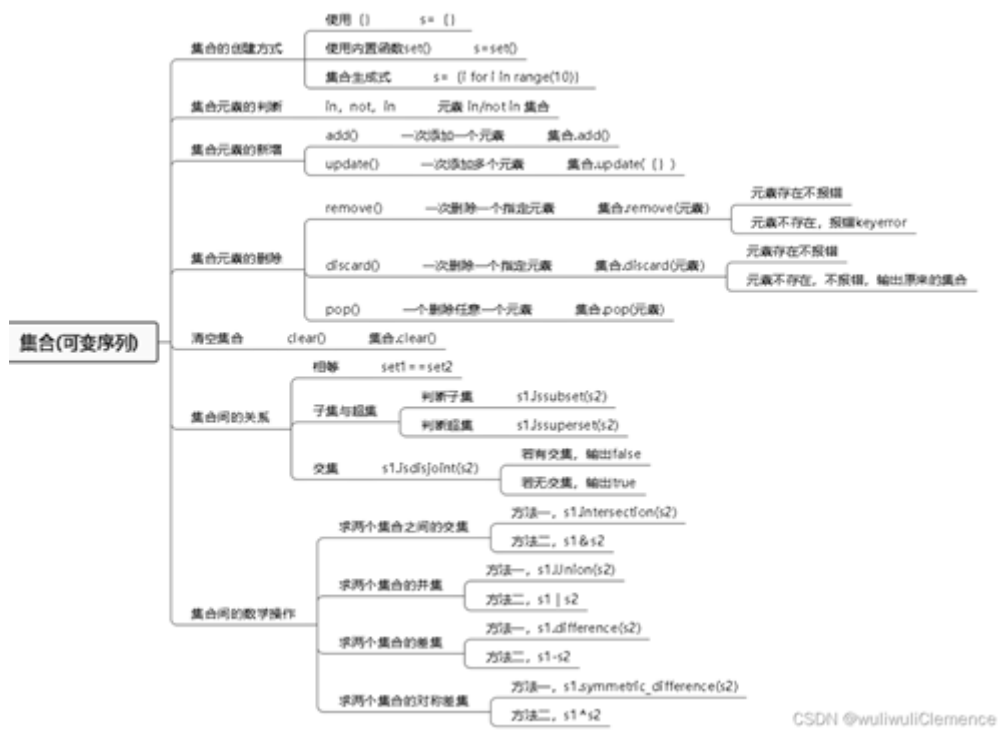 集合(可变序列)
集合的创建方式
使用｛｝ s=｛｝
使用内置函数set() s=set()
集合生成式 s=｛i for i in range(10)｝
集合元素的判断 in，not，in 元素 in/not in 集合
集合元素的新增
add() 一次添加一个元素 集合.add()
update() 一次添加多个元素 集合.update(｛｝)
集合元素的删除
remove() 一次删除一个指定元素 集合.remove(元素)
元素存在不报错
元素不存在，报错keyerror
discard() 一次删除一个指定元素 集合.discard(元素)
元素存在不报错
元素不存在，不报错，输出原来的集合
pop() 一个删除任意一个元素 集合.pop(元素)
清空集合 clear() 集合.clear()
集合间的关系
相等 set1==set2
子集与超集
判断子集 s1.issubset(s2)
判断超集 s1.issuperset(s2)
交集 s1.isdisjoint(s2)
若有交集，输出false
若无交集，输出true
集合间的数学操作
求两个集合之间的交集
方法一，s1.intersection(s2)
方法二，s1&s2
求两个集合的并集
方法一，s1.Union(s2)
方法二，s1 | s2
求两个集合的差集
方法一，s1.difference(s2)
方法二，s1-s2
求两个集合的对称差集
方法一，s1.symmetric_difference(s2)
方法二，s1^s2
CSDN @wuliwuliClemence